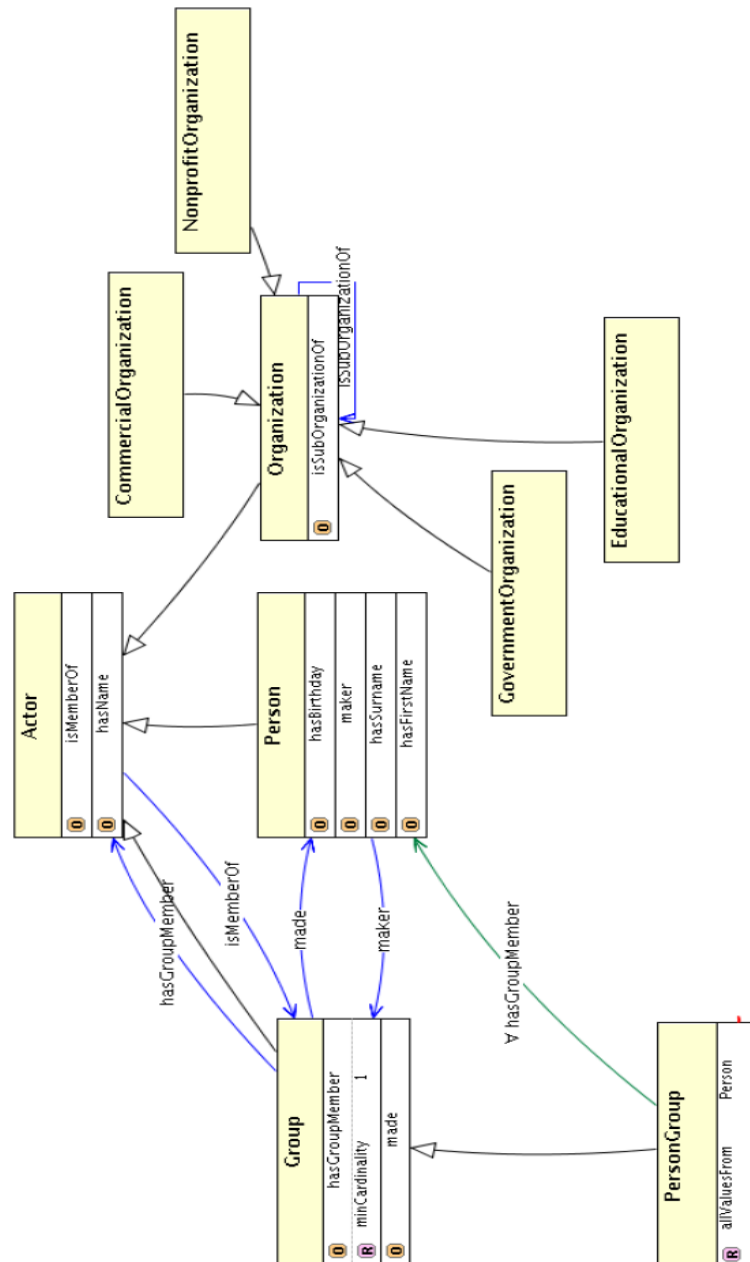 Actor
O isMemberOf
O hasName
Group
O hasGroupMember
R minCardinality 1
O made
Person
O hasBirthday
O maker
O hasSurname
O hasFirstName
Organization
O isSubOrganizationOf
isSubOrganizationOf
CommercialOrganization
NonprofitOrganization
GovernmentOrganization
EducationalOrganization
PersonGroup
R allValuesFrom Person
hasGroupMember
isMemberOf
made
maker
∀ hasGroupMember